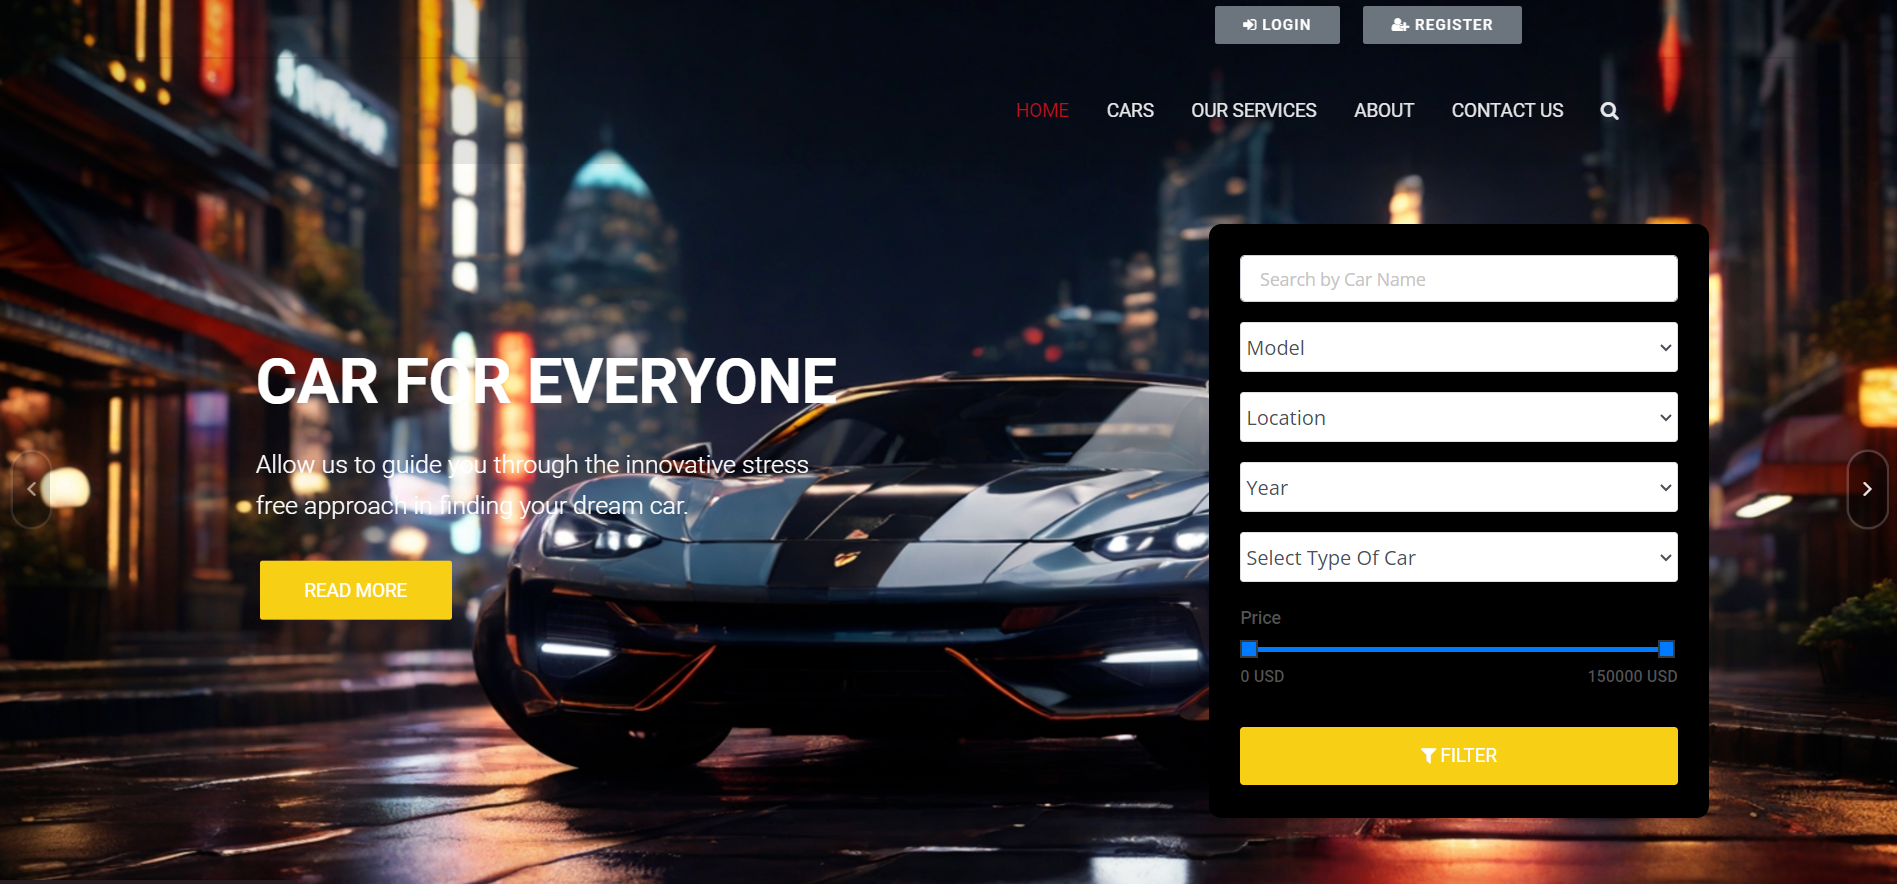 LOGIN
REGISTER
HOME
CARS
OUR SERVICES
ABOUT
CONTACT US
CAR FOR EVERYONE
Allow us to guide you through the innovative stress
free approach in finding your dream car.
READ MORE
Search by Car Name
Model
Location
Year
Select Type Of Car
Price
0 USD
150000 USD
FILTER